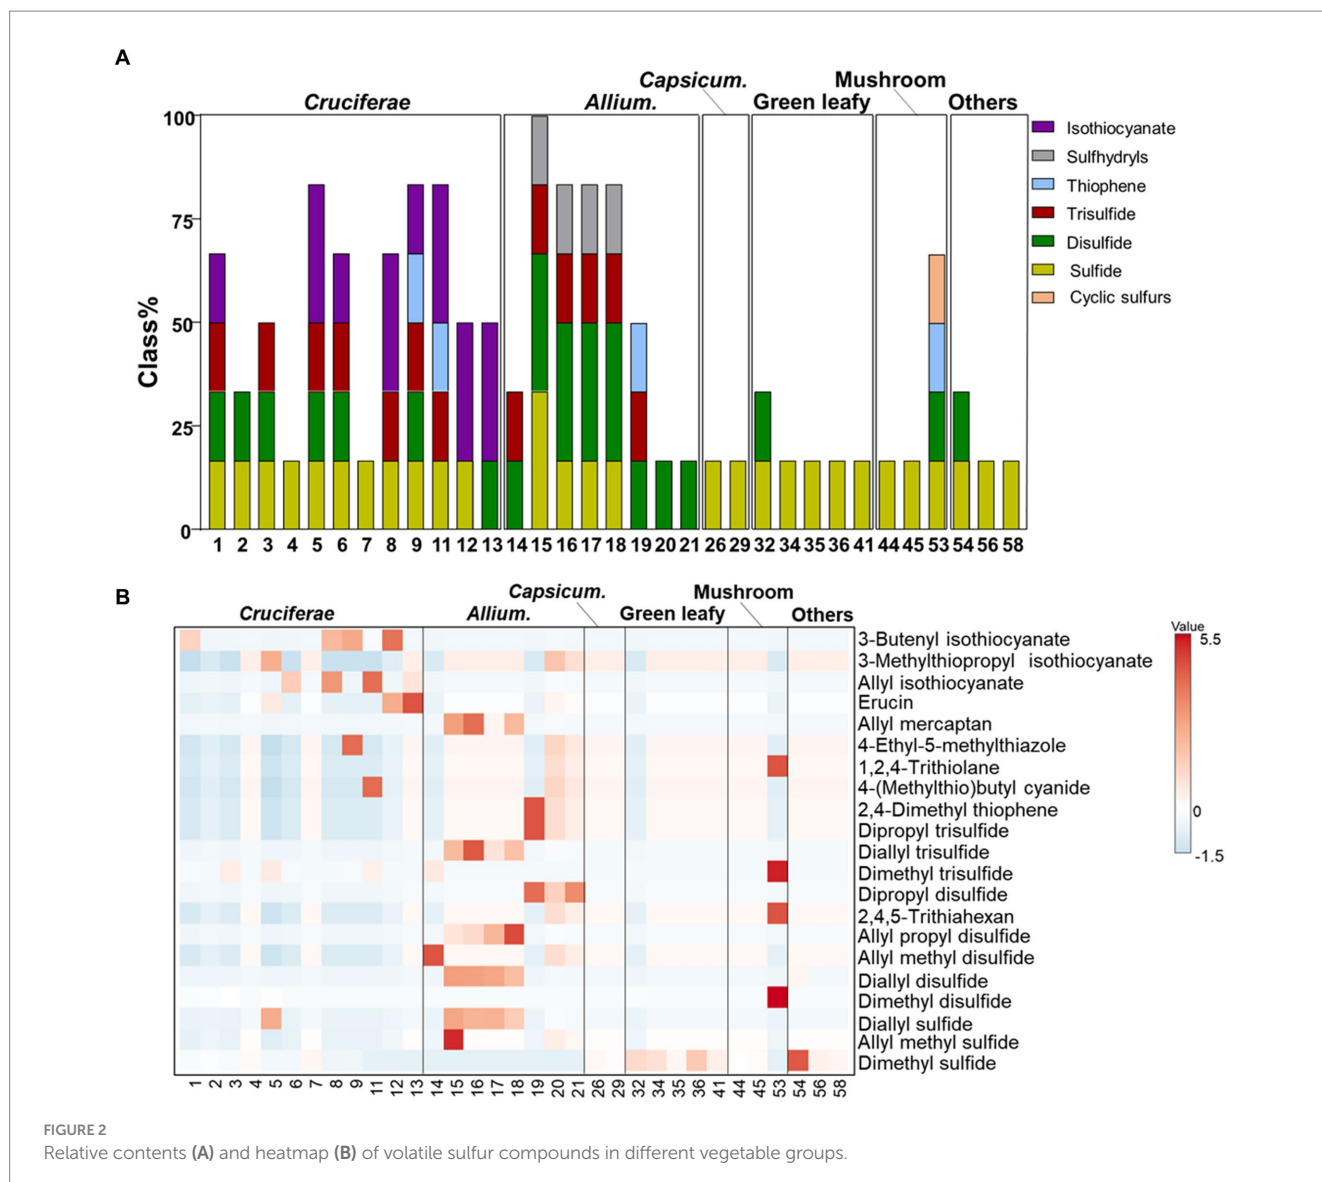 A
Capsicum.
Mushroom
Cruciferae
Allium.
Green leafy
Others
100
75
50
25
0
Class%
Isothiocyanate
Sulfhydryls
Thiophene
Trisulfide
Disulfide
Sulfide
Cyclic sulfurs
1 2 3 4 5 6 7 8 9 11 12 13 14 15 16 17 18 19 20 21 26 29 32 34 35 36 41 44 45 53 54 56 58
B
Capsicum.
Mushroom
Cruciferae
Allium.
Green leafy
Others
3-Butenyl isothiocyanate
3-Methylthiopropyl isothiocyanate
Allyl isothiocyanate
Erucin
Allyl mercaptan
4-Ethyl-5-methylthiazole
1,2,4-Trithiolane
4-(Methylthio)butyl cyanide
2,4-Dimethyl thiophene
Dipropyl trisulfide
Diallyl trisulfide
Dimethyl trisulfide
Dipropyl disulfide
2,4,5-Trithiahexan
Allyl propyl disulfide
Allyl methyl disulfide
Diallyl disulfide
Dimethyl disulfide
Diallyl sulfide
Allyl methyl sulfide
Dimethyl sulfide
Value
5.5
0
-1.5
1 2 3 4 5 6 7 8 9 11 12 13 14 15 16 17 18 19 20 21 26 29 32 34 35 36 41 44 45 53 54 56 58
FIGURE 2
Relative contents (A) and heatmap (B) of volatile sulfur compounds in different vegetable groups.